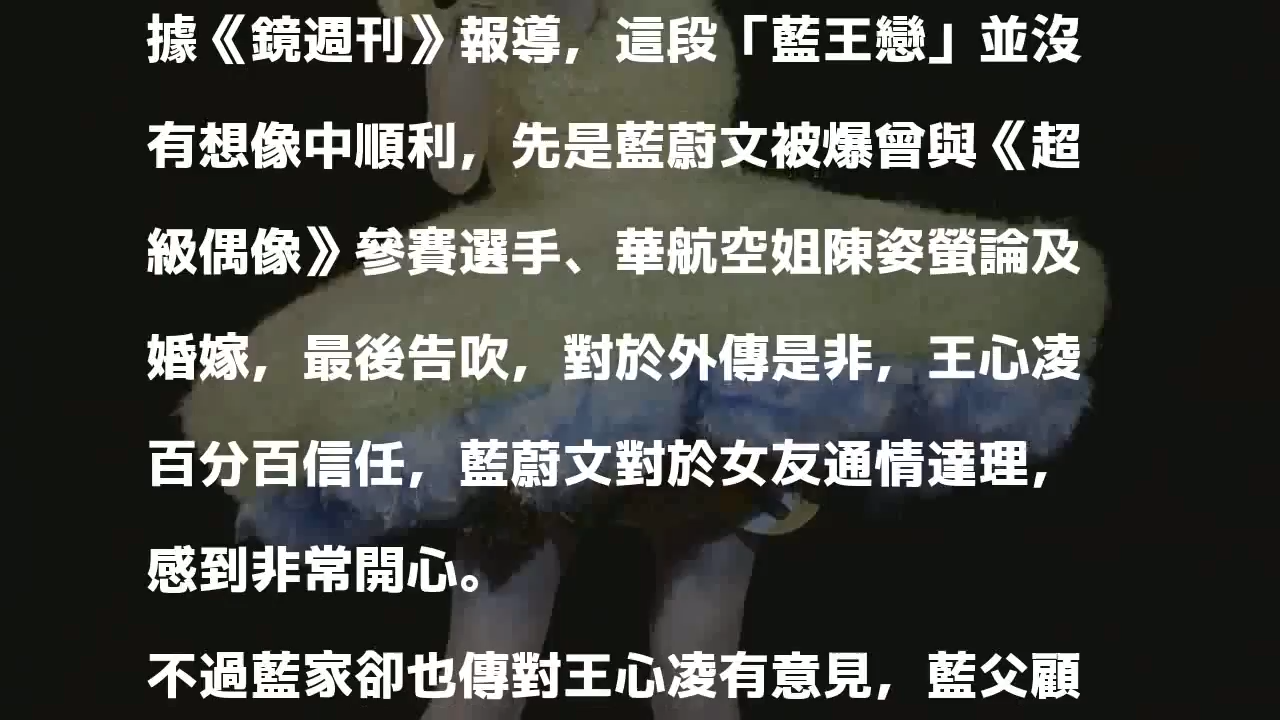 據《鏡週刊》報導，這段「藍王戀」並沒
有想像中順利，先是藍蔚文被爆曾與《超
級偶像》參賽選手、華航空姐陳姿螢論及
婚嫁，最後告吹，對於外傳是非，王心凌
百分百信任，藍蔚文對於女友通情達理，
感到非常開心。
不過藍家卻也傳對王心凌有意見，藍父顧